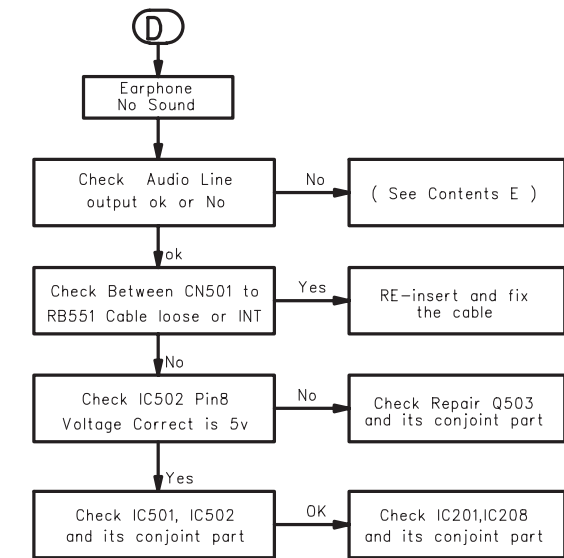 D
Earphone
No Sound
Check Audio Line
output ok or No
No
( See Contents E )
ok
Check Between CN501 to
RB551 Cable loose or INT
Yes
RE-insert and fix
the cable
No
Check IC502 Pin8
Voltage Correct is 5v
No
Check Repair Q503
and its conjoint part
Yes
Check IC501, IC502
and its conjoint part
OK
Check IC201,IC208
and its conjoint part